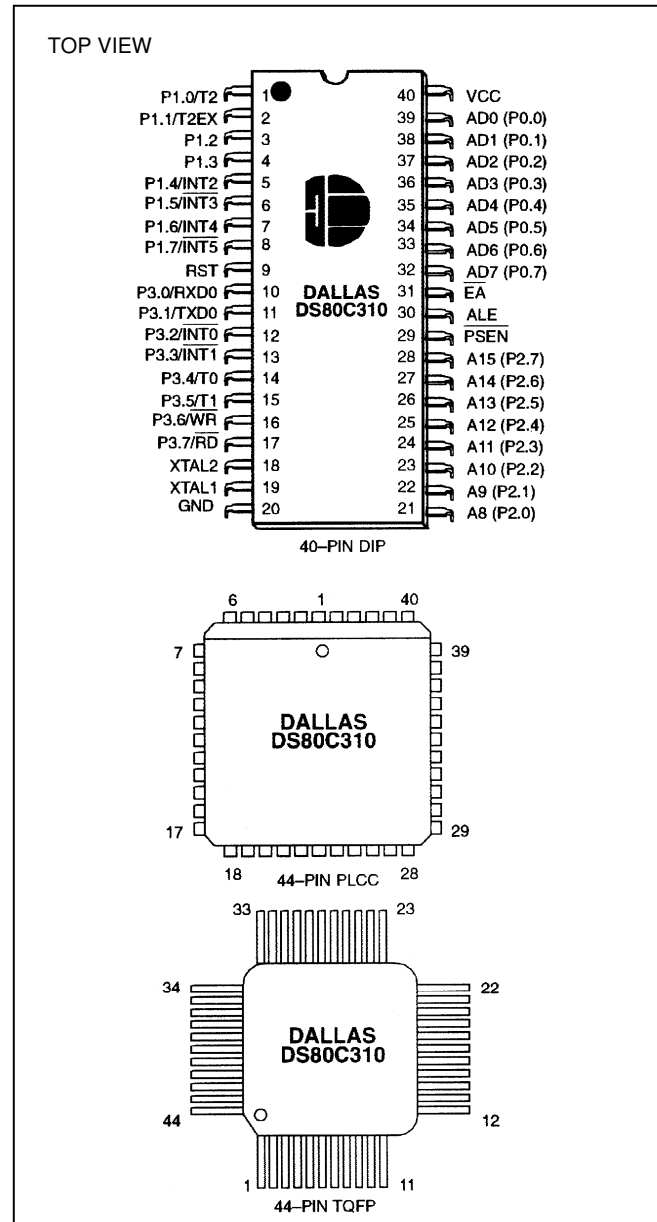 TOP VIEW
P1.0/T2 1 40 VCC
P1.1/T2EX 2 39 AD0 (P0.0)
P1.2 3 38 AD1 (P0.1)
P1.3 4 37 AD2 (P0.2)
P1.4/INT2 5 36 AD3 (P0.3)
P1.5/INT3 6 35 AD4 (P0.4)
P1.6/INT4 7 34 AD5 (P0.5)
P1.7/INT5 8 33 AD6 (P0.6)
RST 9 32 AD7 (P0.7)
P3.0/RXD0 10 DALLAS 31 EA
P3.1/TXD0 11 DS80C310 30 ALE
P3.2/INT0 12 29 PSEN
P3.3/INT1 13 28 A15 (P2.7)
P3.4/T0 14 27 A14 (P2.6)
P3.5/T1 15 26 A13 (P2.5)
P3.6/WR 16 25 A12 (P2.4)
P3.7/RD 17 24 A11 (P2.3)
XTAL2 18 23 A10 (P2.2)
XTAL1 19 22 A9 (P2.1)
GND 20 21 A8 (P2.0)
40–PIN DIP
6 1 40
7 39
DALLAS
DS80C310
17 29
18 28
44–PIN PLCC
33 23
34 22
DALLAS
DS80C310
44 12
1 11
44–PIN TQFP